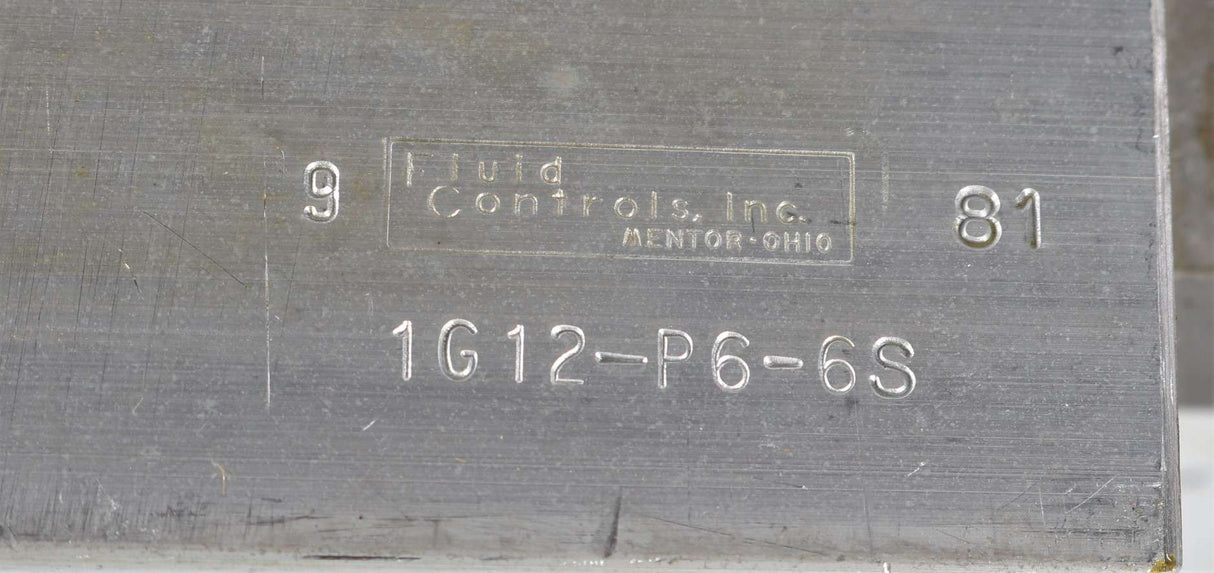 9
Fluid
Controls, Inc.
MENTOR-OHIO
81
1G12-P6-6S